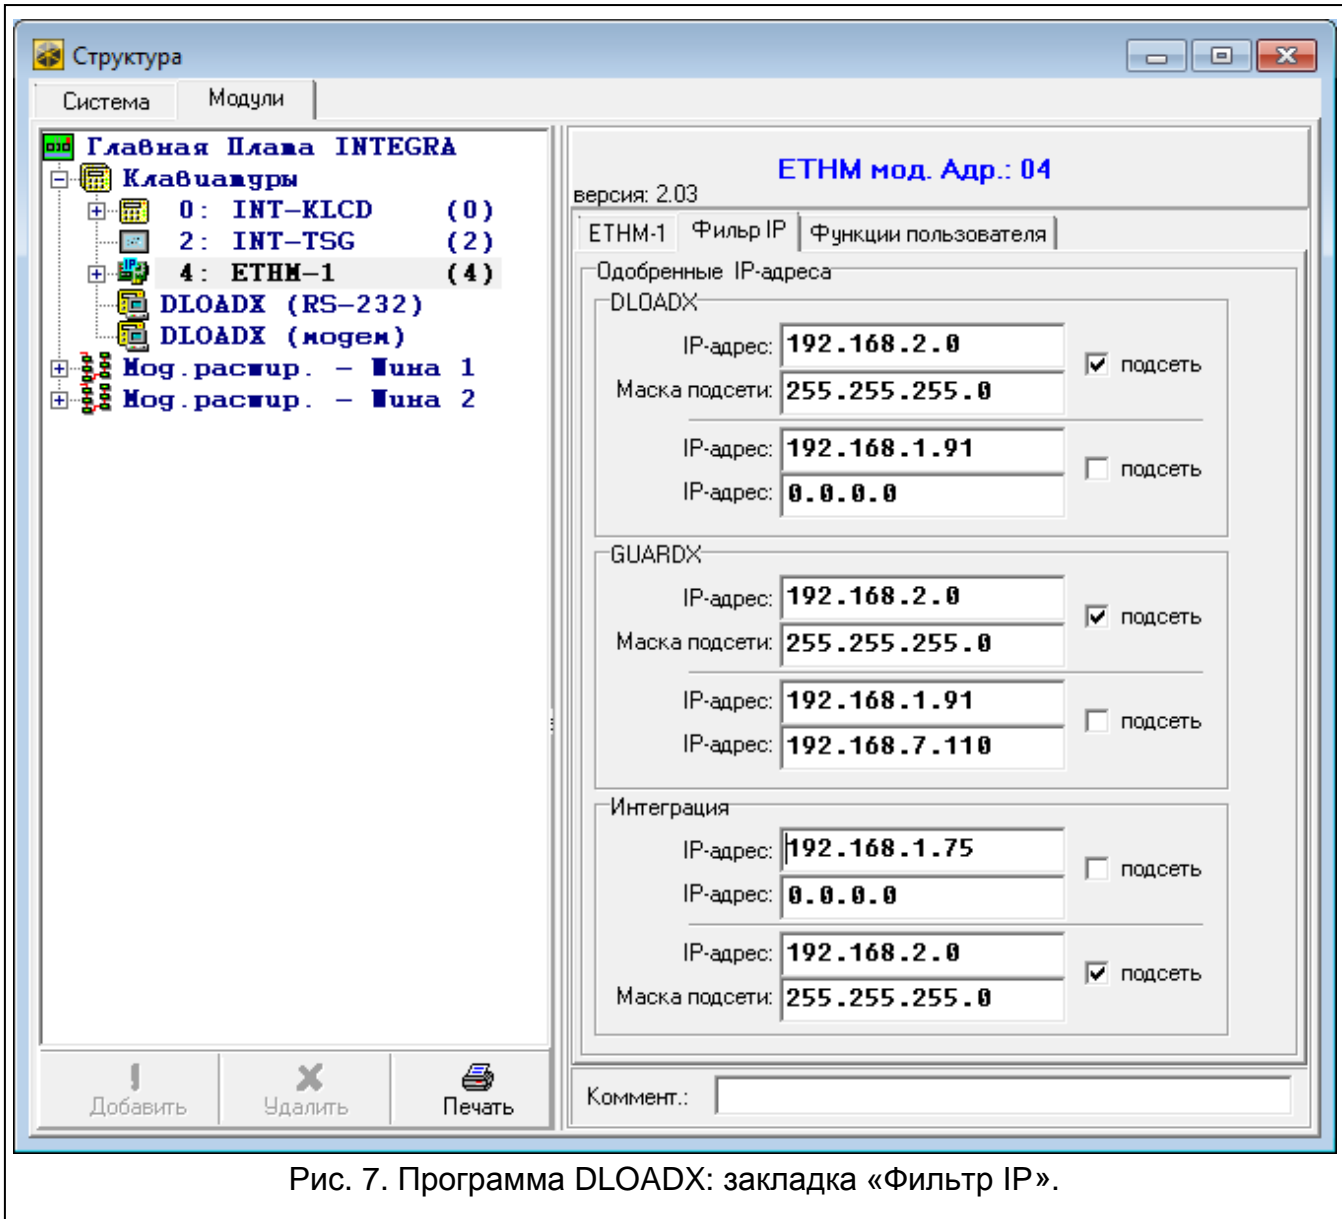 Структура
Система Модули
Главная Плата INTEGRA
Клавиатуры
0: INT-KLCD (0)
2: INT-TSG (2)
4: ETHM-1 (4)
DLOADX (RS-232)
DLOADX (модем)
Мод.расшир. - Шина 1
Мод.расшир. - Шина 2
Добавить Удалить Печать
ETHM мод. Адр.: 04
версия: 2.03
ETHM-1 Фильр IP Функции пользователя
Одобренные IP-адреса
DLOADX
IP-адрес: 192.168.2.0
подсеть
Маска подсети: 255.255.255.0
IP-адрес: 192.168.1.91
подсеть
IP-адрес: 0.0.0.0
GUARDX
IP-адрес: 192.168.2.0
подсеть
Маска подсети: 255.255.255.0
IP-адрес: 192.168.1.91
подсеть
IP-адрес: 192.168.7.110
Интеграция
IP-адрес: 192.168.1.75
подсеть
IP-адрес: 0.0.0.0
IP-адрес: 192.168.2.0
подсеть
Маска подсети: 255.255.255.0
Коммент.:
Рис. 7. Программа DLOADX: закладка «Фильтр IP».